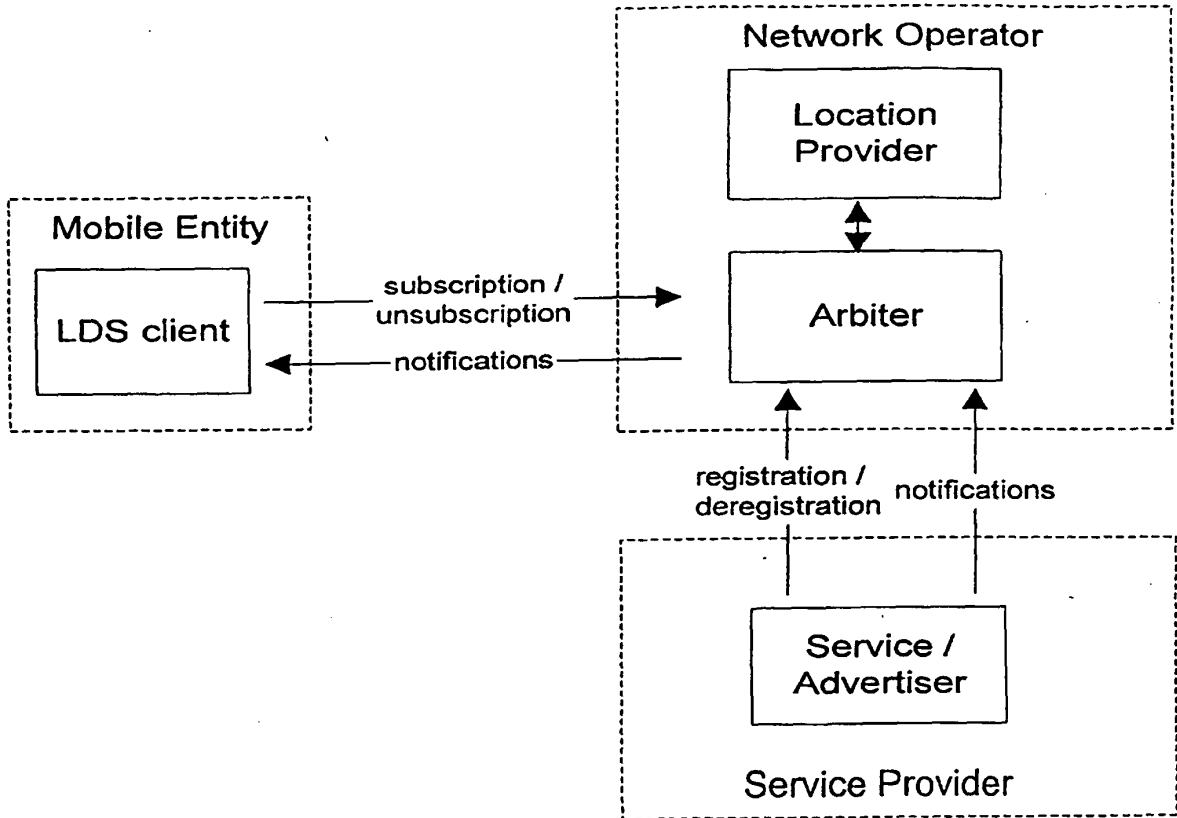 Network Operator
Location
Provider
Mobile Entity
LDS client
subscription /
unsubscription
notifications
Arbiter
registration /
deregistration
notifications
Service /
Advertiser
Service Provider